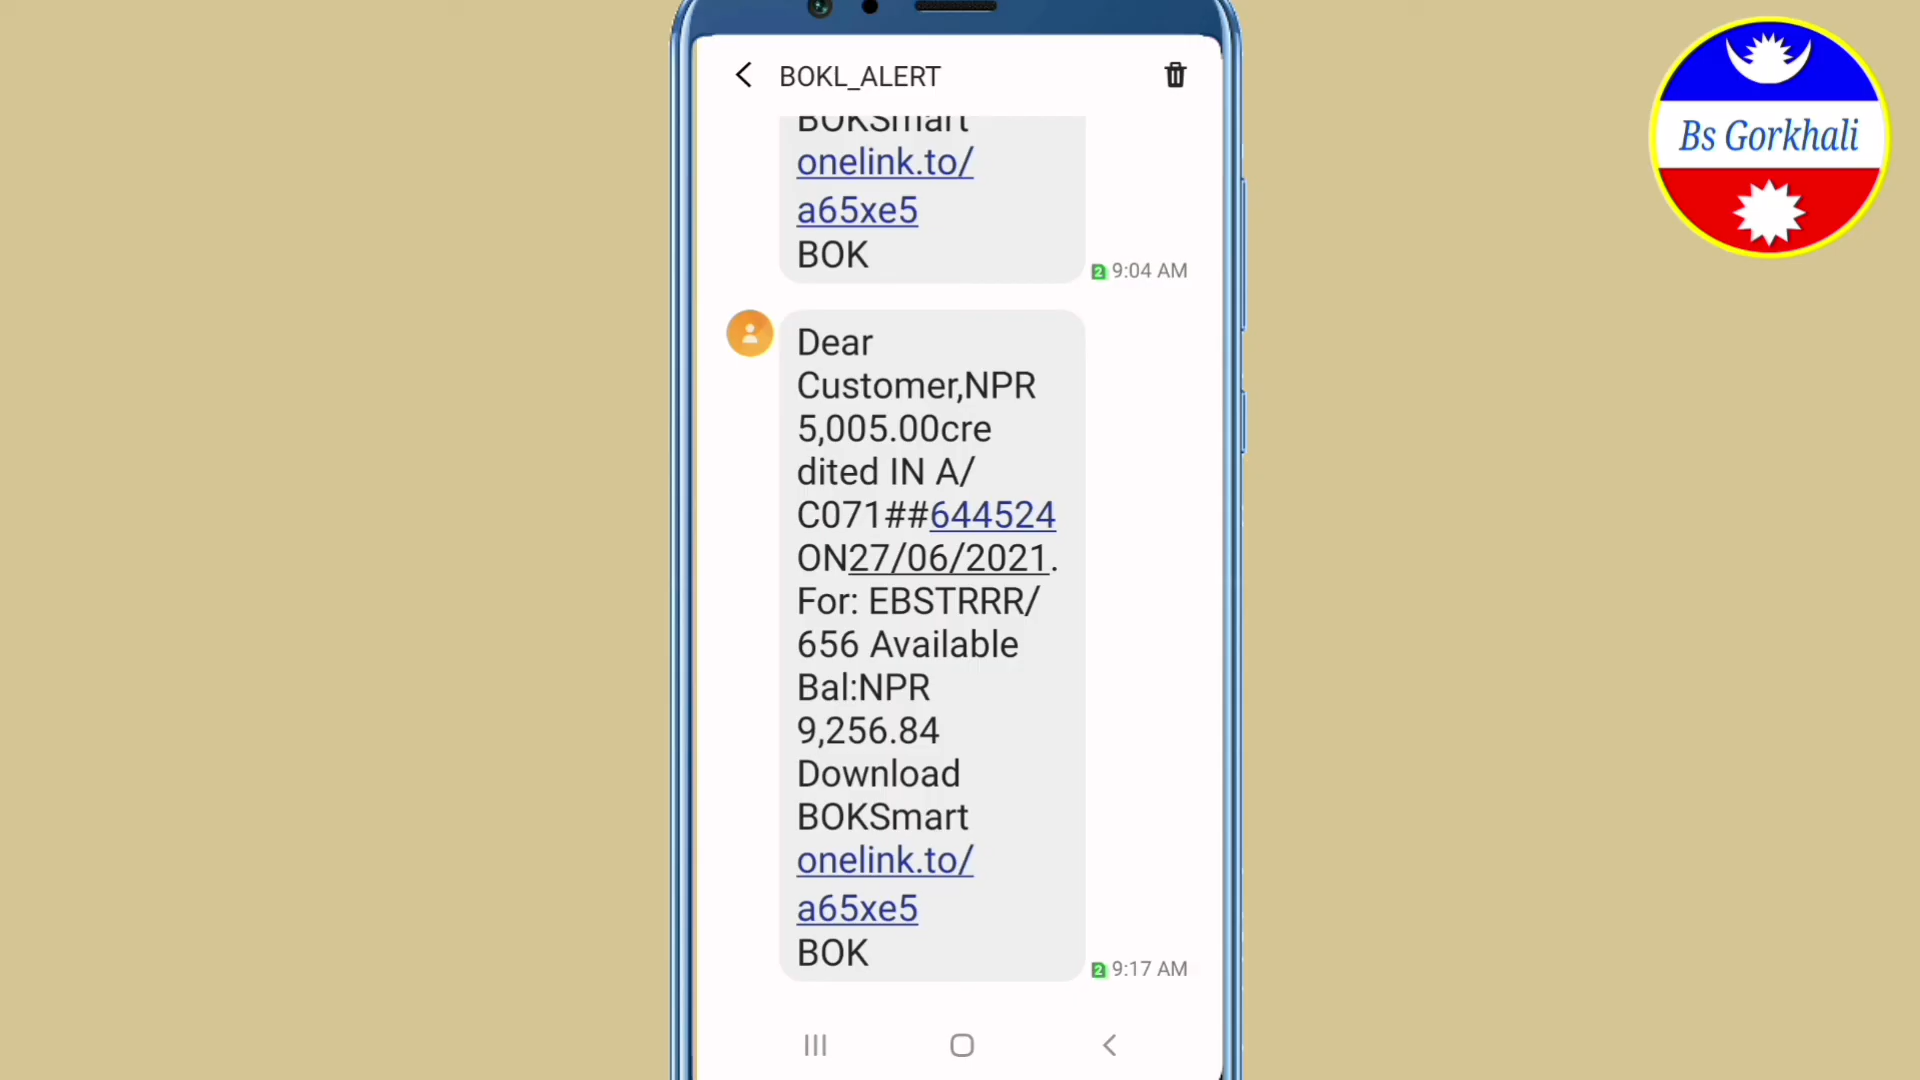 BOKL_ALERT
BOKSmart
onelink.to/
a65xe5
BOK
9:04 AM
Dear
Customer,NPR
5,005.00cre
dited IN A/
C071##644524
ON27/06/2021.
For: EBSTRRR/
656 Available
Bal:NPR
9,256.84
Download
BOKSmart
onelink.to/
a65xe5
BOK
2 9:17 AM
Bs Gorkhali